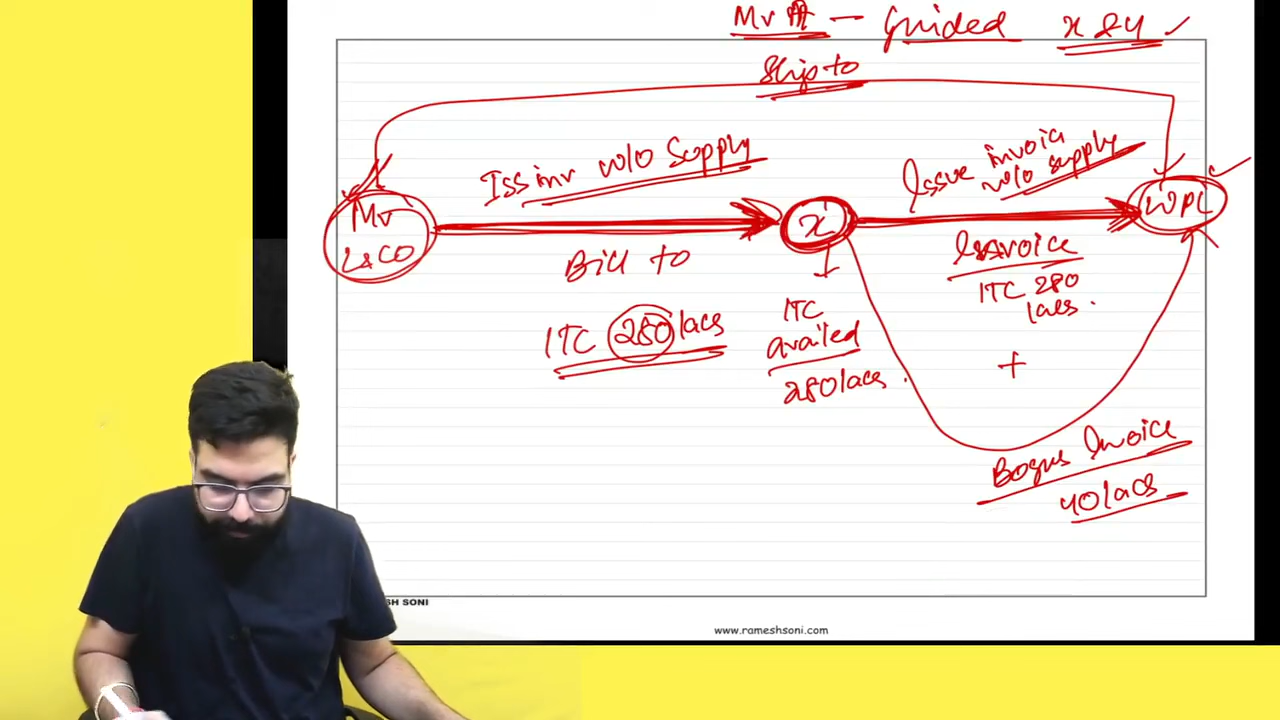 Mr A — Guided X & Y
Ship to
Iss inv w/o Supply
Issue invoice
w/o supply
Mr
L&CO
x
WPL
Bill to
Invoice
ITC 280
lacs.
ITC 280 lacs
ITC
availed
280 lacs.
+
Bogus Invoice
40 lacs
SH SONI
www.rameshsoni.com